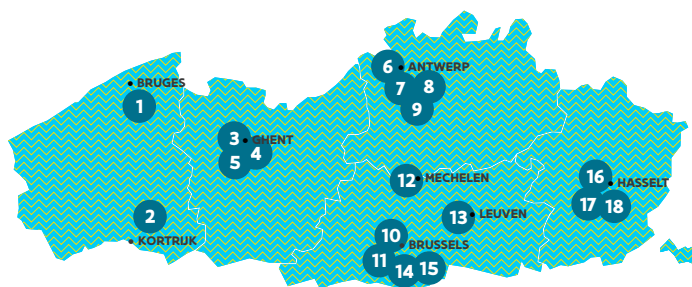 6
ANTWERP
7
8
BRUGES
1
9
3
GHENT
4
5
12
MECHELEN
16
HASSELT
17
18
2
13
LEUVEN
KORTRIJK
10
BRUSSELS
11
14
15